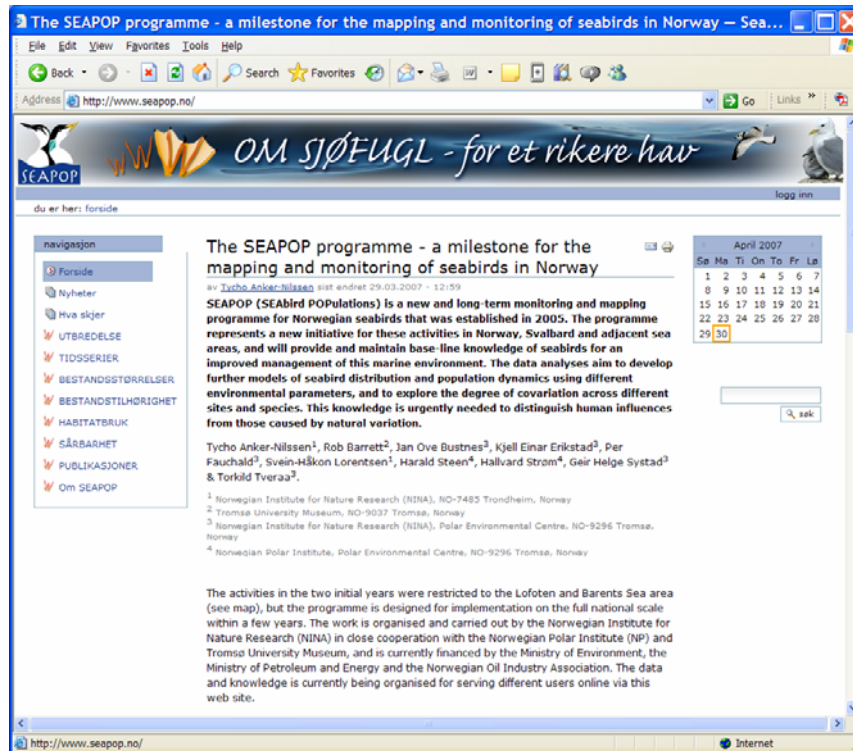 The SEAPOP programme - a milestone for the mapping and monitoring of seabirds in Norway — Sea...
File Edit View Favorites Tools Help
Back Search Favorites
Address http://www.seapop.no/ Go Links »
SEAPOP OM SJØFUGL - for et rikere hav
logg inn
du er her: forside
navigasjon
Forside
Nyheter
Hva skjer
UTBREDELSE
TIDSSERIER
BESTANDSSTØRRELSER
BESTANDSTILHØRIGHET
HABITATBRUK
SÅRBARHET
PUBLIKASJONER
Om SEAPOP
The SEAPOP programme - a milestone for the
mapping and monitoring of seabirds in Norway
av Tycho Anker-Nilssen sist endret 29.03.2007 - 12:59
SEAPOP (SEAbird POPulations) is a new and long-term monitoring and mapping
programme for Norwegian seabirds that was established in 2005. The programme
represents a new initiative for these activities in Norway, Svalbard and adjacent sea
areas, and will provide and maintain base-line knowledge of seabirds for an
improved management of this marine environment. The data analyses aim to develop
further models of seabird distribution and population dynamics using different
environmental parameters, and to explore the degree of covariation across different
sites and species. This knowledge is urgently needed to distinguish human influences
from those caused by natural variation.
Tycho Anker-Nilssen¹, Rob Barrett², Jan Ove Bustnes³, Kjell Einar Erikstad³, Per
Fauchald³, Svein-Håkon Lorentsen¹, Harald Steen⁴, Hallvard Strøm⁴, Geir Helge Systad³
& Torkild Tveraa³.
¹ Norwegian Institute for Nature Research (NINA), NO-7485 Trondheim, Norway
² Tromsø University Museum, NO-9037 Tromsø, Norway
³ Norwegian Institute for Nature Research (NINA), Polar Environmental Centre, NO-9296 Tromsø,
Norway
⁴ Norwegian Polar Institute, Polar Environmental Centre, NO-9296 Tromsø, Norway
The activities in the two initial years were restricted to the Lofoten and Barents Sea area
(see map), but the programme is designed for implementation on the full national scale
within a few years. The work is organised and carried out by the Norwegian Institute for
Nature Research (NINA) in close cooperation with the Norwegian Polar Institute (NP) and
Tromsø University Museum, and is currently financed by the Ministry of Environment, the
Ministry of Petroleum and Energy and the Norwegian Oil Industry Association. The data
and knowledge is currently being organised for serving different users online via this
web site.
April 2007
Sø Ma Ti On To Fr Lø
1 2 3 4 5 6 7
8 9 10 11 12 13 14
15 16 17 18 19 20 21
22 23 24 25 26 27 28
29 30
søk
http://www.seapop.no/ Internet